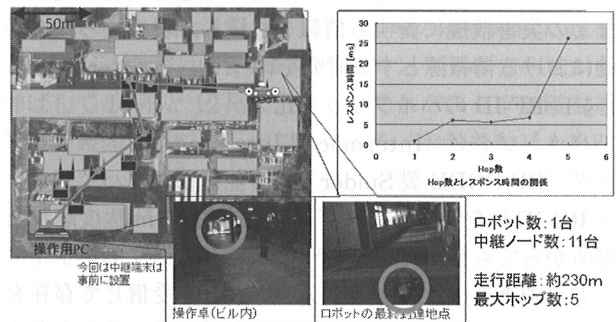 50m
操作用PC
今回は中継端末は
事前に設置
操作卓(ビル内)
ロボットの最終到達地点
レスポンス時間 [ms]
30
25
20
15
10
5
0
0 1 2 3 4 5 6
Hop数
Hop数とレスポンス時間の関係
ロボット数:1台
中継ノード数:11台
走行距離:約230m
最大ホップ数:5